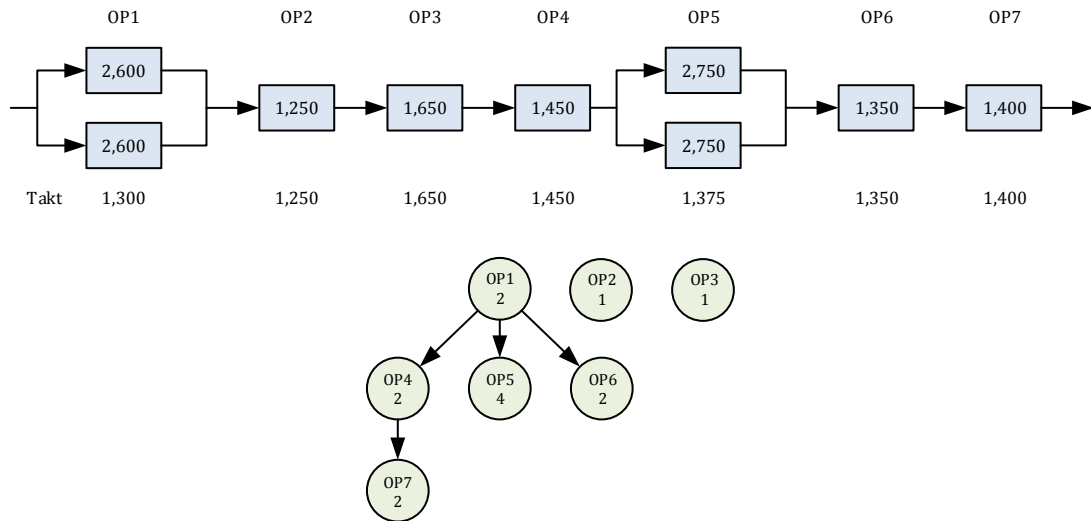 OP1 OP2 OP3 OP4 OP5 OP6 OP7
2,600 2,750
1,250 1,650 1,450 1,350 1,400
2,600 2,750
Takt 1,300 1,250 1,650 1,450 1,375 1,350 1,400
OP1 OP2 OP3
2 1 1
OP4 OP5 OP6
2 4 2
OP7
2